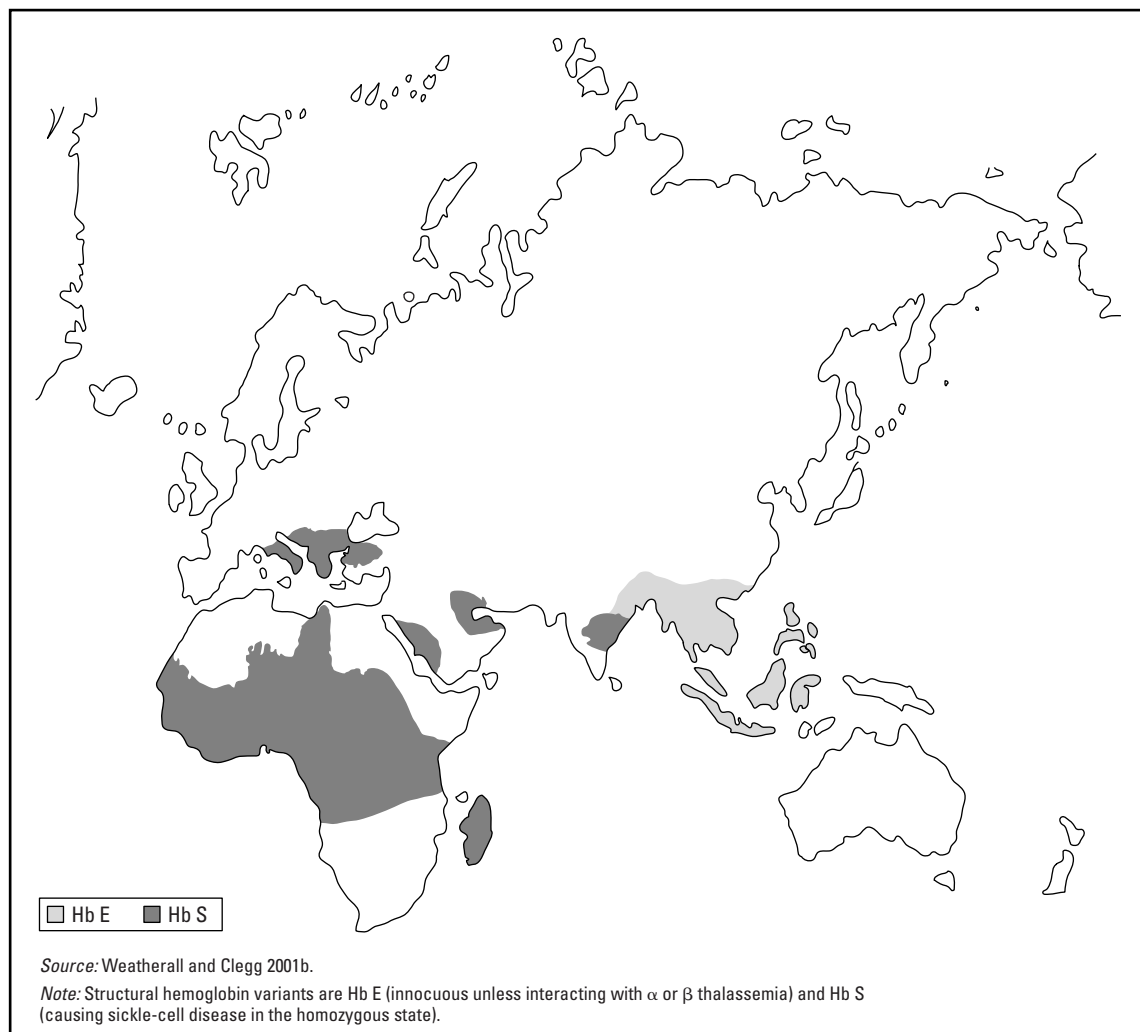 Hb E Hb S
Source: Weatherall and Clegg 2001b.
Note: Structural hemoglobin variants are Hb E (innocuous unless interacting with α or β thalassemia) and Hb S
(causing sickle-cell disease in the homozygous state).